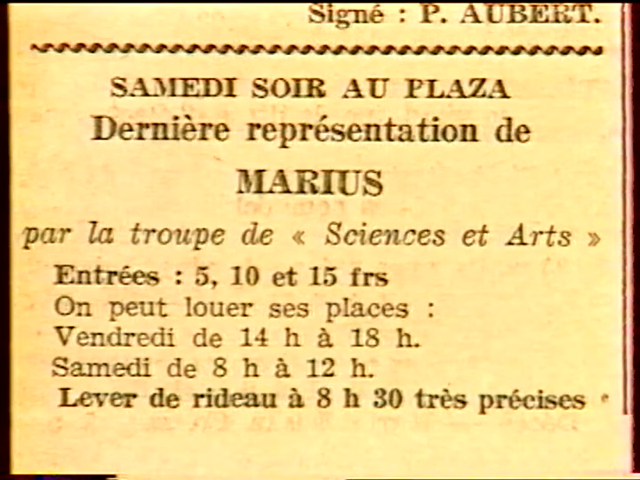 Signé : P. AUBERT.
SAMEDI SOIR AU PLAZA
Dernière représentation de
MARIUS
par la troupe de « Sciences et Arts »
Entrées : 5, 10 et 15 frs
On peut louer ses places :
Vendredi de 14 h à 18 h.
Samedi de 8 h à 12 h.
Lever de rideau à 8 h 30 très précises